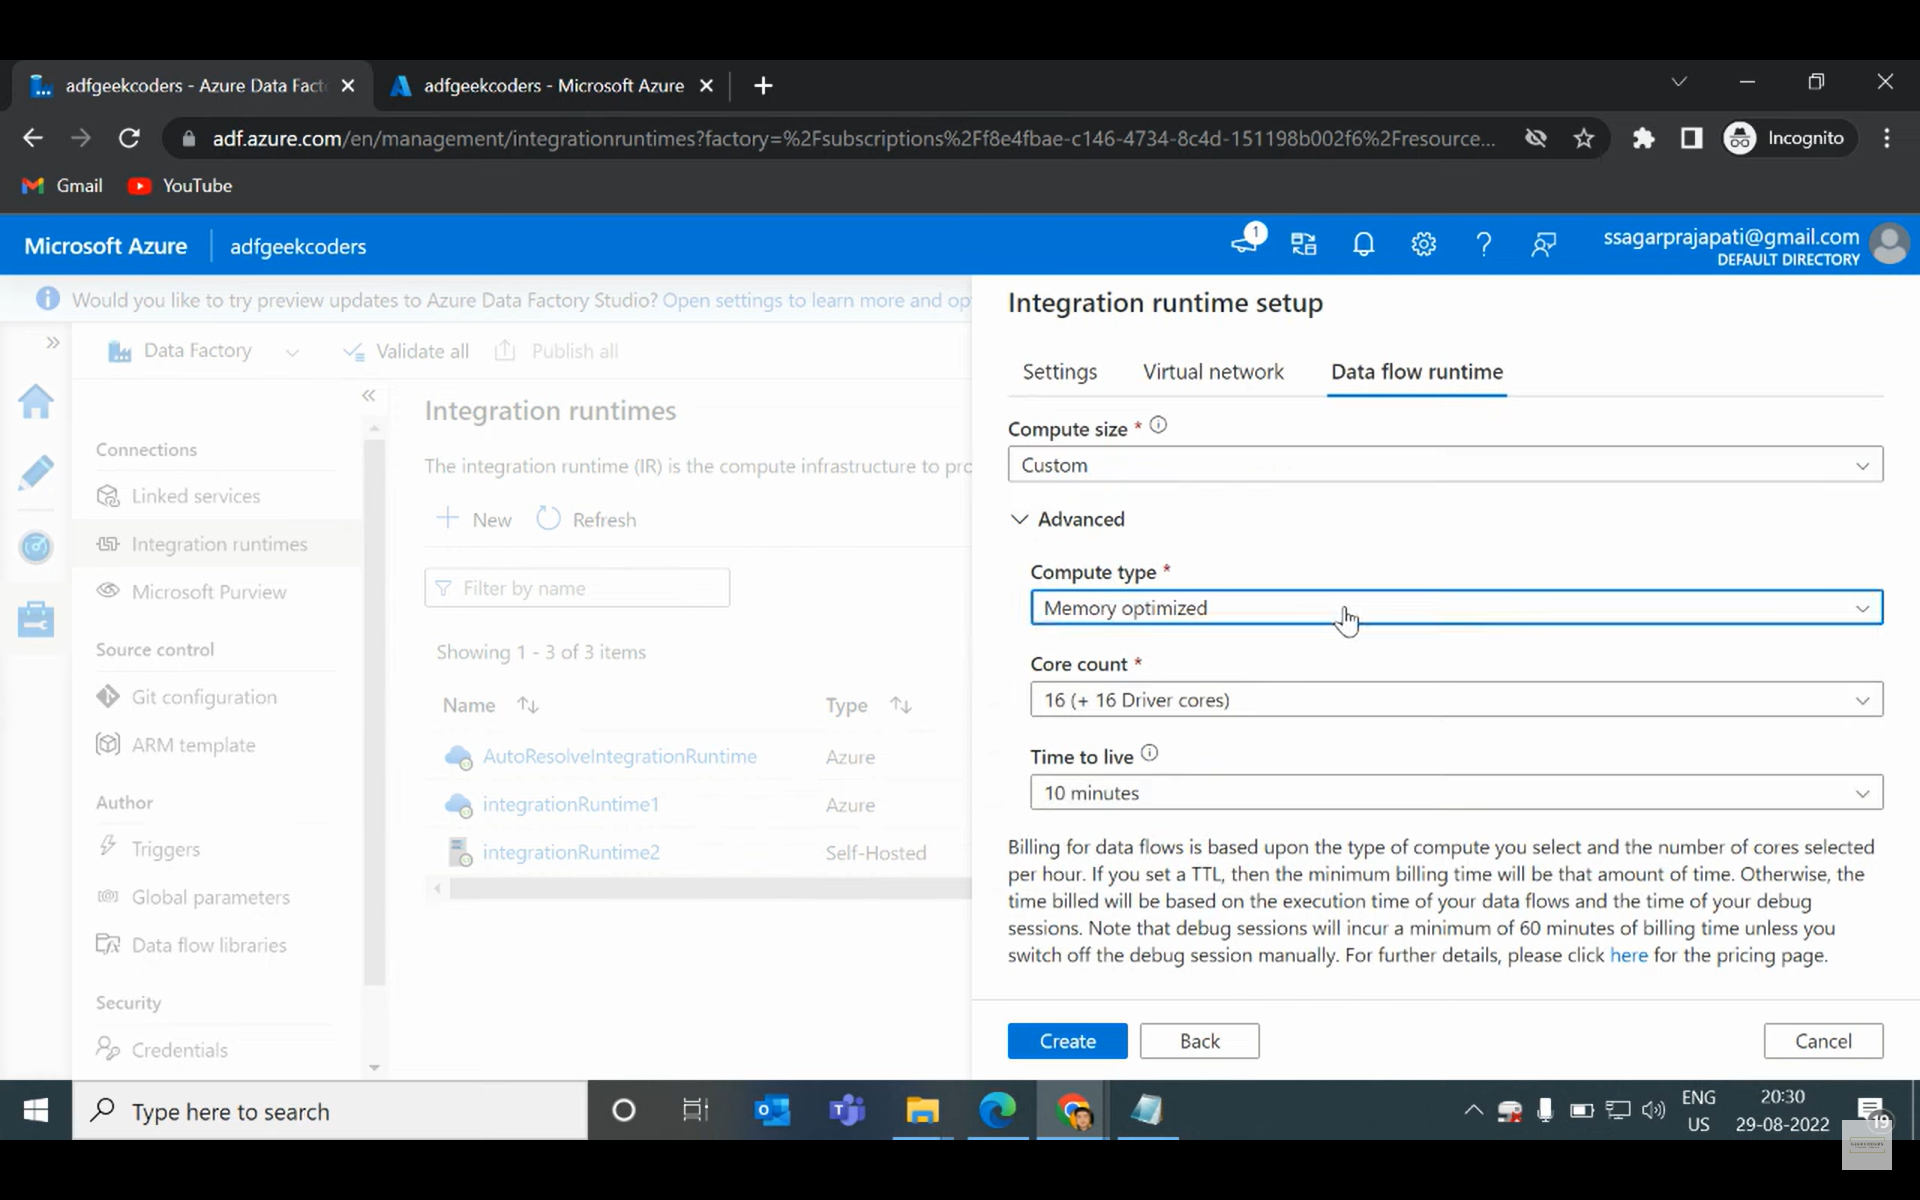 adfgeekcoders - Azure Data Fact
adfgeekcoders - Microsoft Azure
adf.azure.com/en/management/integrationruntimes?factory=%2Fsubscriptions%2Ff8e4fbae-c146-4734-8c4d-151198b002f6%2Fresource...
Incognito
Gmail
YouTube
Microsoft Azure
adfgeekcoders
1
ssagarprajapati@gmail.com
DEFAULT DIRECTORY
Would you like to try preview updates to Azure Data Factory Studio? Open settings to learn more and op
Data Factory
Validate all
Publish all
Connections
Linked services
Integration runtimes
Microsoft Purview
Source control
Git configuration
ARM template
Author
Triggers
Global parameters
Data flow libraries
Security
Credentials
Integration runtimes
The integration runtime (IR) is the compute infrastructure to pro
New
Refresh
Filter by name
Showing 1 - 3 of 3 items
Name
Type
AutoResolveIntegrationRuntime
Azure
integrationRuntime1
Azure
integrationRuntime2
Self-Hosted
Integration runtime setup
Settings
Virtual network
Data flow runtime
Compute size *
Custom
Advanced
Compute type *
Memory optimized
Core count *
16 (+ 16 Driver cores)
Time to live
10 minutes
Billing for data flows is based upon the type of compute you select and the number of cores selected
per hour. If you set a TTL, then the minimum billing time will be that amount of time. Otherwise, the
time billed will be based on the execution time of your data flows and the time of your debug
sessions. Note that debug sessions will incur a minimum of 60 minutes of billing time unless you
switch off the debug session manually. For further details, please click here for the pricing page.
Create
Back
Cancel
Type here to search
ENG
US
20:30
29-08-2022
19